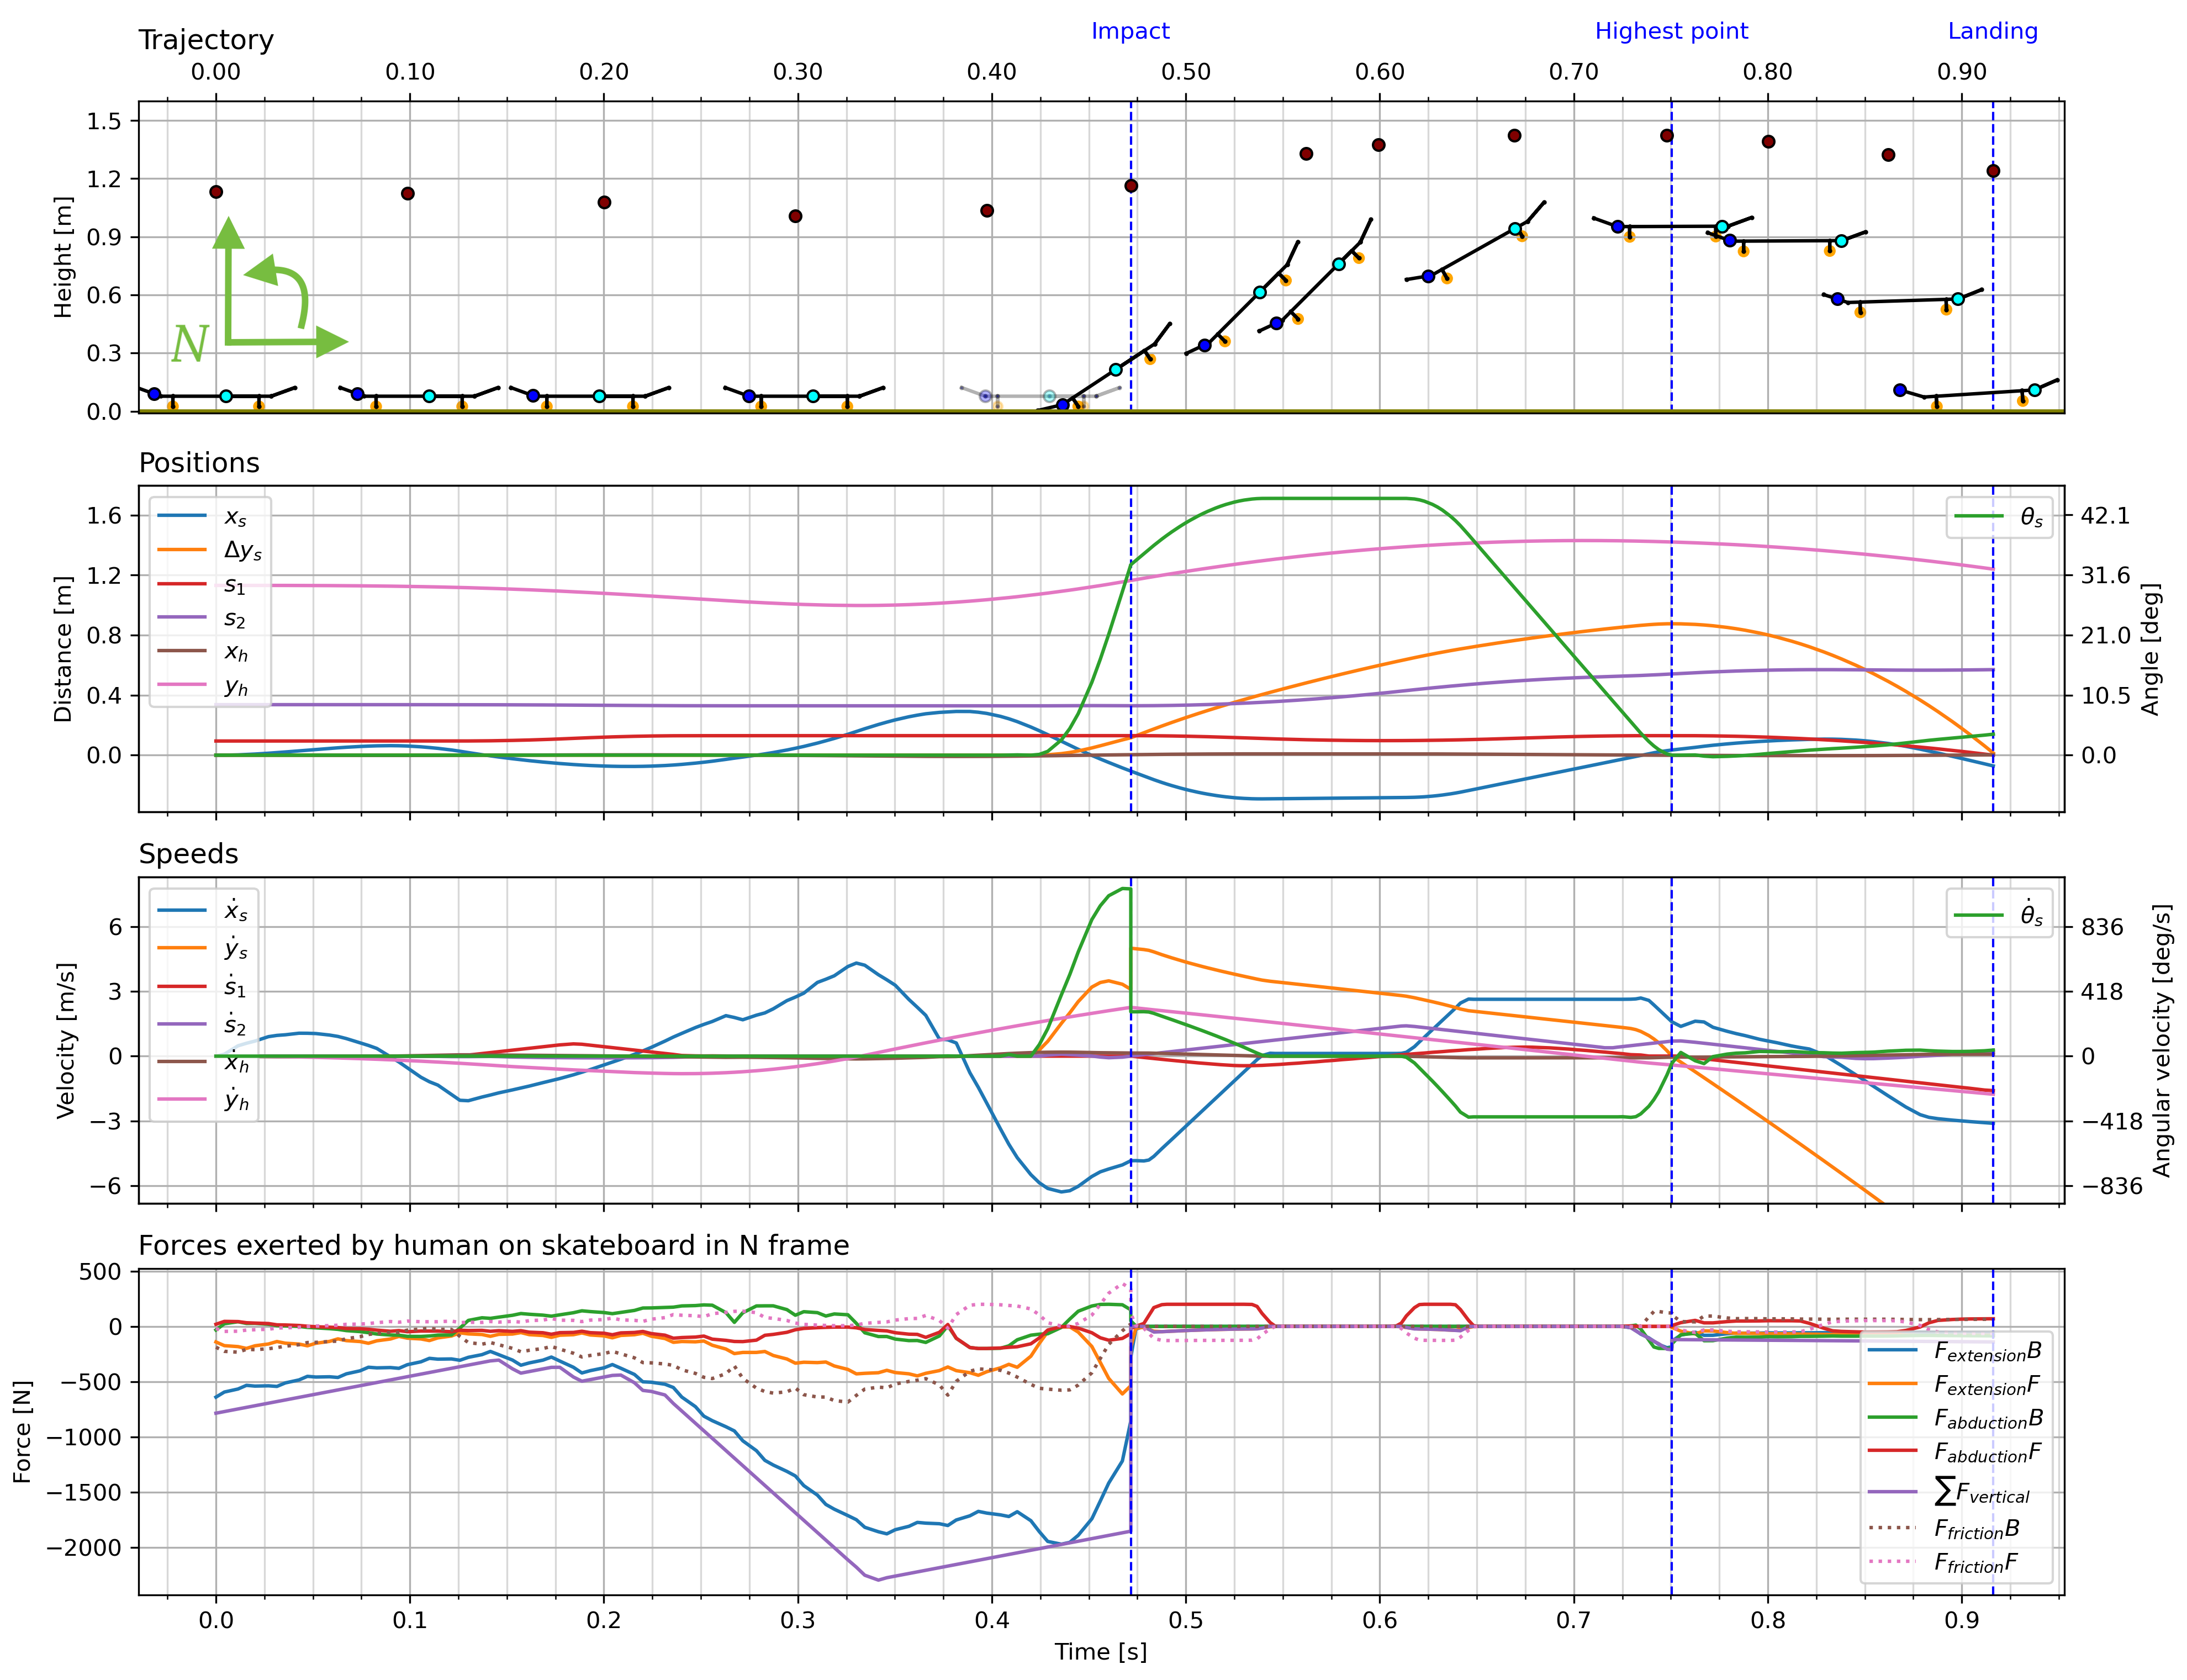 Impact Highest point Landing
Trajectory
0.00 0.10 0.20 0.30 0.40 0.50 0.60 0.70 0.80 0.90
1.5
1.2
0.9
0.6
0.3
0.0
Height [m]
N
Positions
1.6
1.2
0.8
0.4
0.0
Distance [m]
x_s
Δy_s
s_1
s_2
x_h
y_h
θ_s
42.1
31.6
21.0
10.5
0.0
Angle [deg]
Speeds
6
3
0
−3
−6
Velocity [m/s]
ẋ_s
ẏ_s
ṡ_1
ṡ_2
ẋ_h
ẏ_h
θ̇_s
836
418
0
−418
−836
Angular velocity [deg/s]
Forces exerted by human on skateboard in N frame
500
0
−500
−1000
−1500
−2000
Force [N]
F_extension B
F_extension F
F_abduction B
F_abduction F
∑F_vertical
F_friction B
F_friction F
0.0 0.1 0.2 0.3 0.4 0.5 0.6 0.7 0.8 0.9
Time [s]